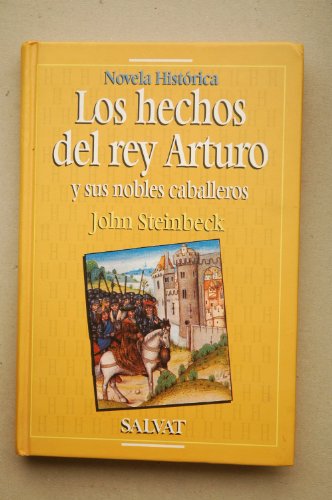 Novela Histórica
Los hechos
del rey Arturo
y sus nobles caballeros
John Steinbeck
SALVAT